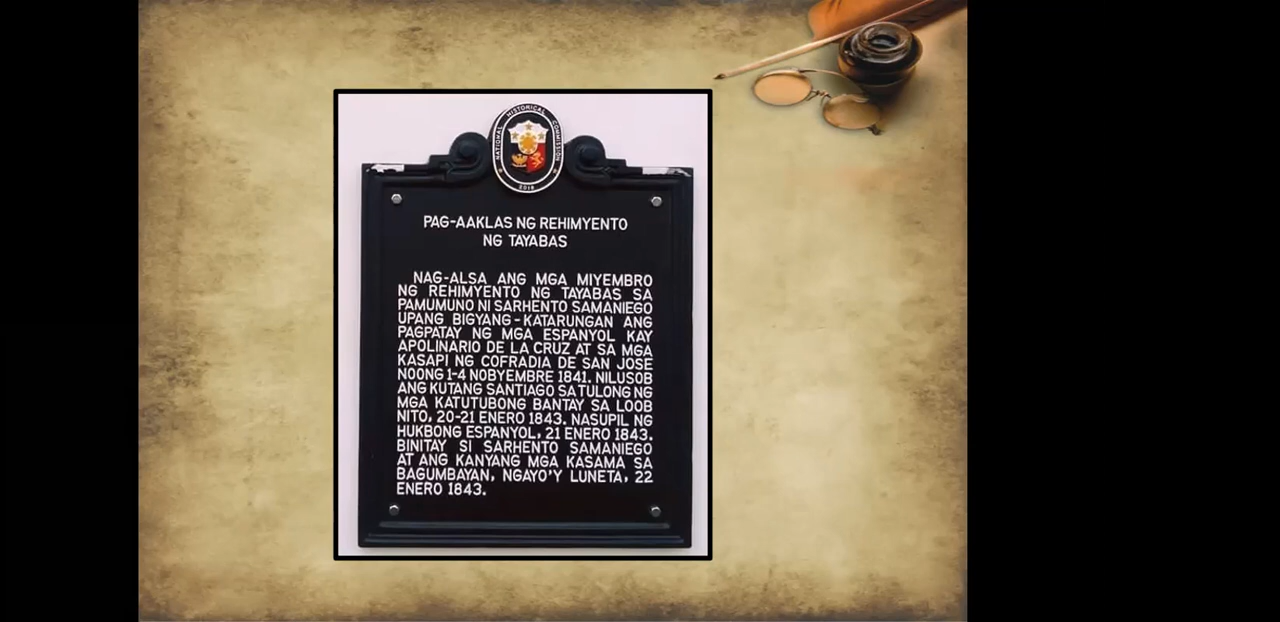 NATIONAL HISTORICAL COMMISSION
2018
PAG-AAKLAS NG REHIMYENTO
NG TAYABAS
NAG-ALSA ANG MGA MIYEMBRO
NG REHIMYENTO NG TAYABAS SA
PAMUMUNO NI SARHENTO SAMANIEGO
UPANG BIGYANG-KATARUNGAN ANG
PAGPATAY NG MGA ESPANYOL KAY
APOLINARIO DE LA CRUZ AT SA MGA
KASAPI NG COFRADIA DE SAN JOSE
NOONG 1-4 NOBYEMBRE 1841. NILUSOB
ANG KUTANG SANTIAGO SA TULONG NG
MGA KATUTUBONG BANTAY SA LOOB
NITO, 20-21 ENERO 1843. NASUPIL NG
HUKBONG ESPANYOL, 21 ENERO 1843.
BINITAY SI SARHENTO SAMANIEGO
AT ANG KANYANG MGA KASAMA SA
BAGUMBAYAN, NGAYO'Y LUNETA, 22
ENERO 1843.